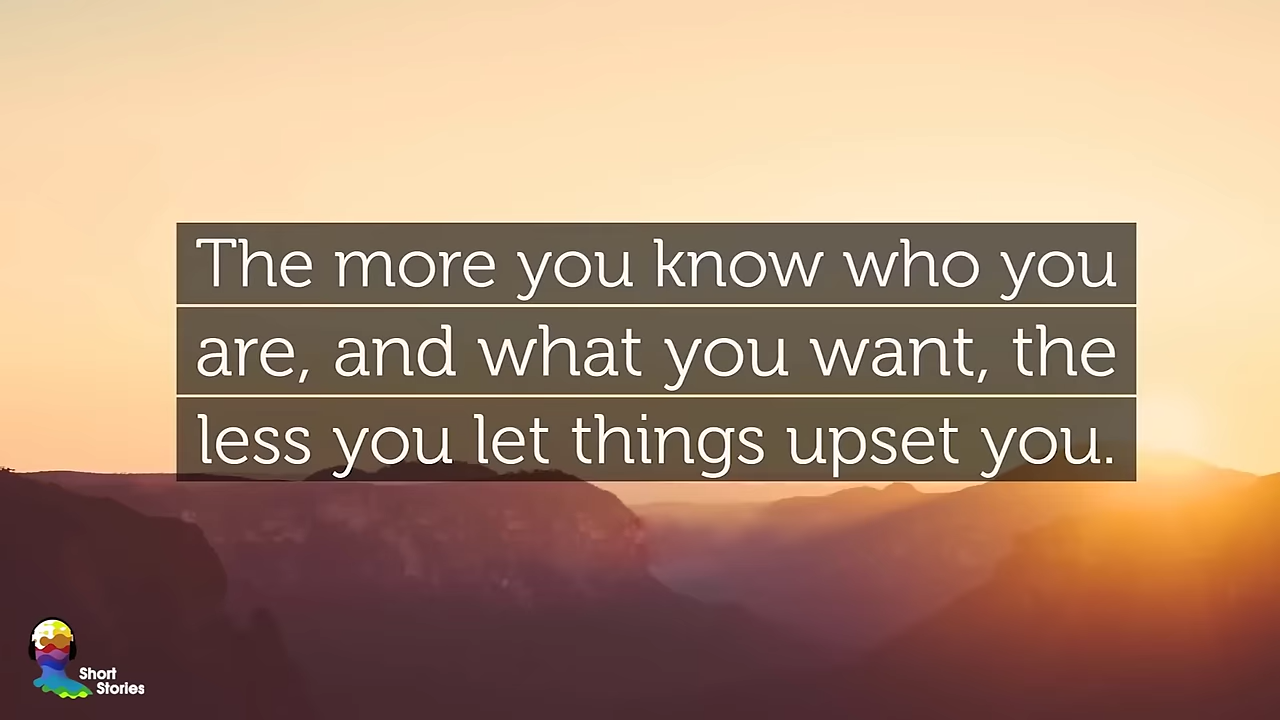 The more you know who you
are, and what you want, the
less you let things upset you.
Short
Stories